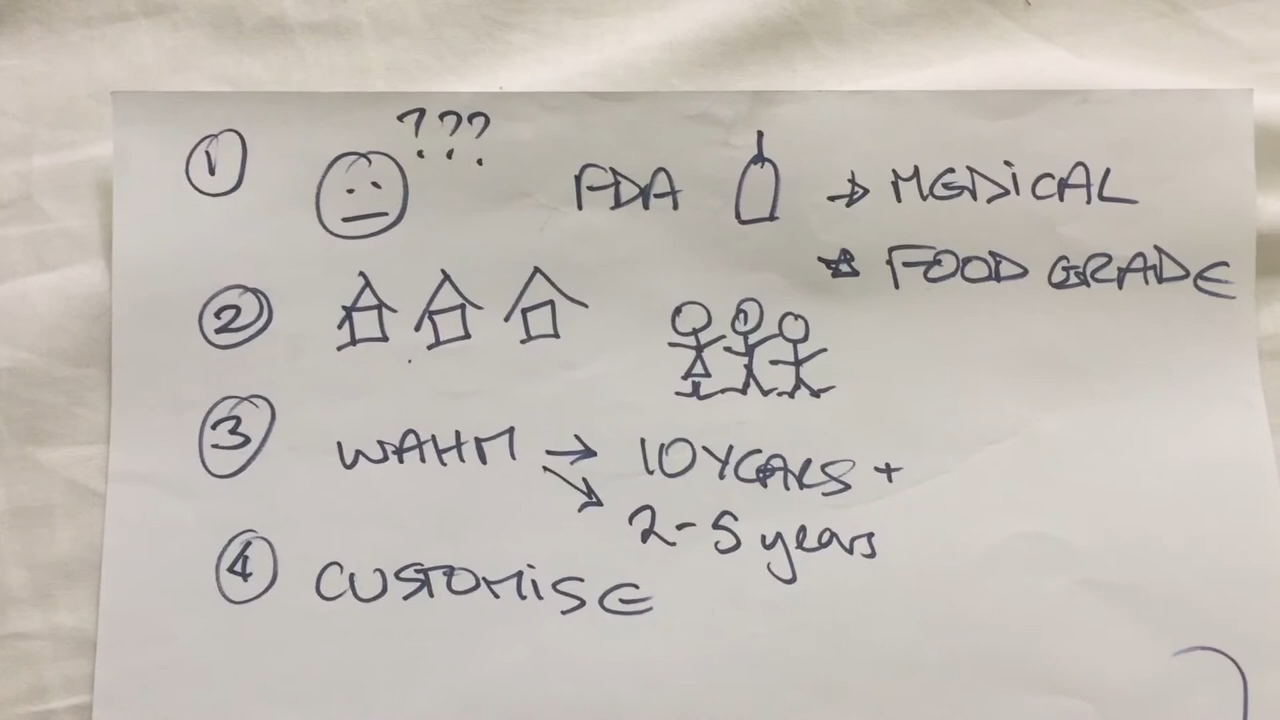 1 ??? FDA → MEDICAL
FOOD GRADE
2
3 WAHM → 10 YEARS +
2-5 years
4 CUSTOMISE